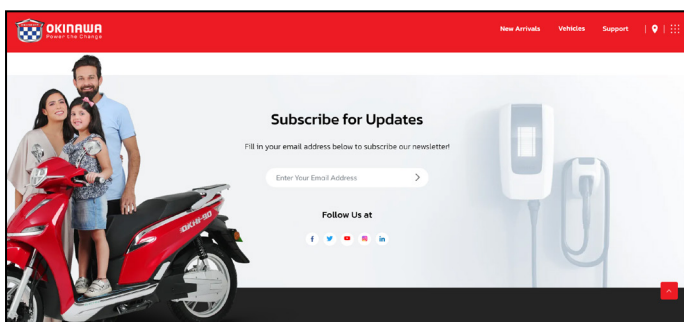 OKINAWA
Power the Change
New Arrivals Vehicles Support
Subscribe for Updates
Fill in your email address below to subscribe our newsletter!
Enter Your Email Address
Follow Us at
OKHI-90